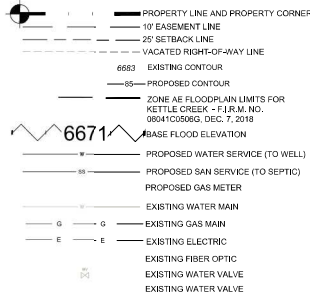 PROPERTY LINE AND PROPERTY CORNER
10' EASEMENT LINE
25' SETBACK LINE
VACATED RIGHT-OF-WAY LINE
6683 EXISTING CONTOUR
85 PROPOSED CONTOUR
ZONE AE FLOODPLAIN LIMITS FOR
KETTLE CREEK - F.I.R.M. NO.
08041C0506G, DEC. 7, 2018
6671 BASE FLOOD ELEVATION
W PROPOSED WATER SERVICE (TO WELL)
SS PROPOSED SAN SERVICE (TO SEPTIC)
PROPOSED GAS METER
EXISTING WATER MAIN
G G EXISTING GAS MAIN
E E EXISTING ELECTRIC
EXISTING FIBER OPTIC
EXISTING WATER VALVE
EXISTING WATER VALVE